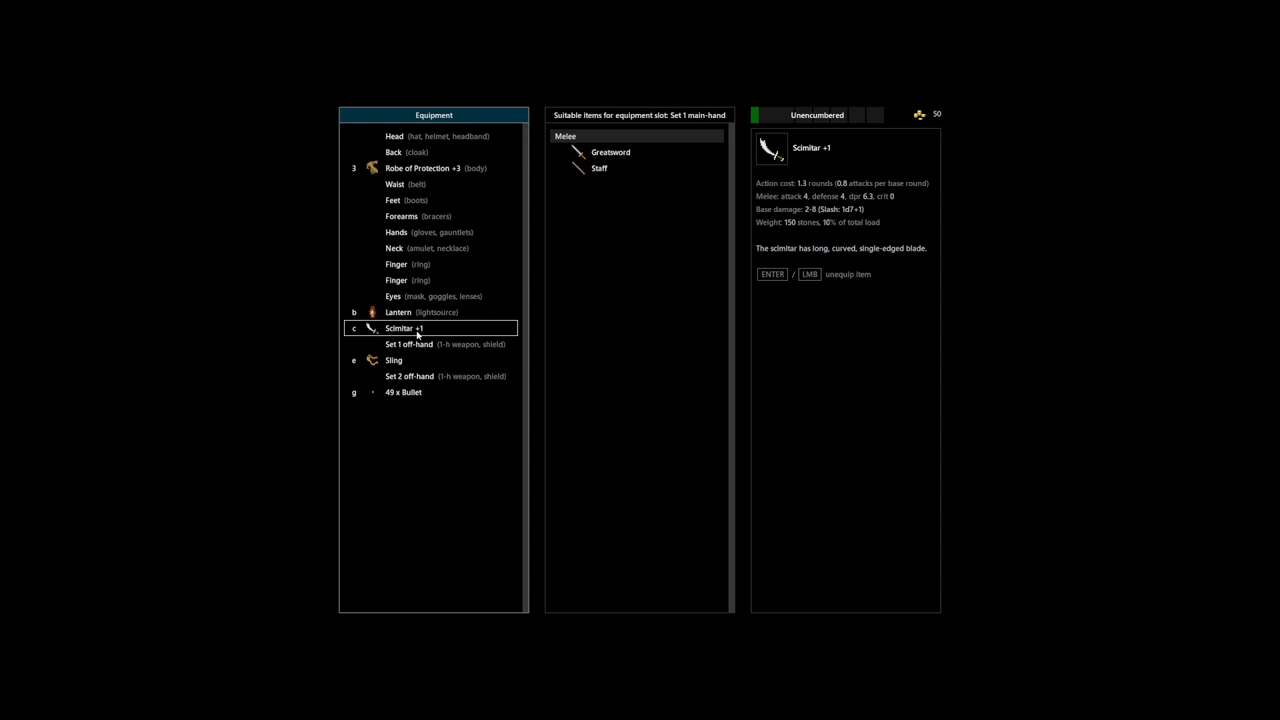 Equipment
Head (hat, helmet, headband)
Back (cloak)
3 Robe of Protection +3 (body)
Waist (belt)
Feet (boots)
Forearms (bracers)
Hands (gloves, gauntlets)
Neck (amulet, necklace)
Finger (ring)
Finger (ring)
Eyes (mask, goggles, lenses)
b Lantern (lightsource)
c Scimitar +1
Set 1 off-hand (1-h weapon, shield)
e Sling
Set 2 off-hand (1-h weapon, shield)
g 49 x Bullet
Suitable items for equipment slot: Set 1 main-hand
Melee
Greatsword
Staff
Unencumbered 50
Scimitar +1
Action cost: 1.3 rounds (0.8 attacks per base round)
Melee: attack 4, defense 4, dpr 6.3, crit 0
Base damage: 2-8 (Slash: 1d7+1)
Weight: 150 stones, 10% of total load
The scimitar has long, curved, single-edged blade.
ENTER / LMB unequip item